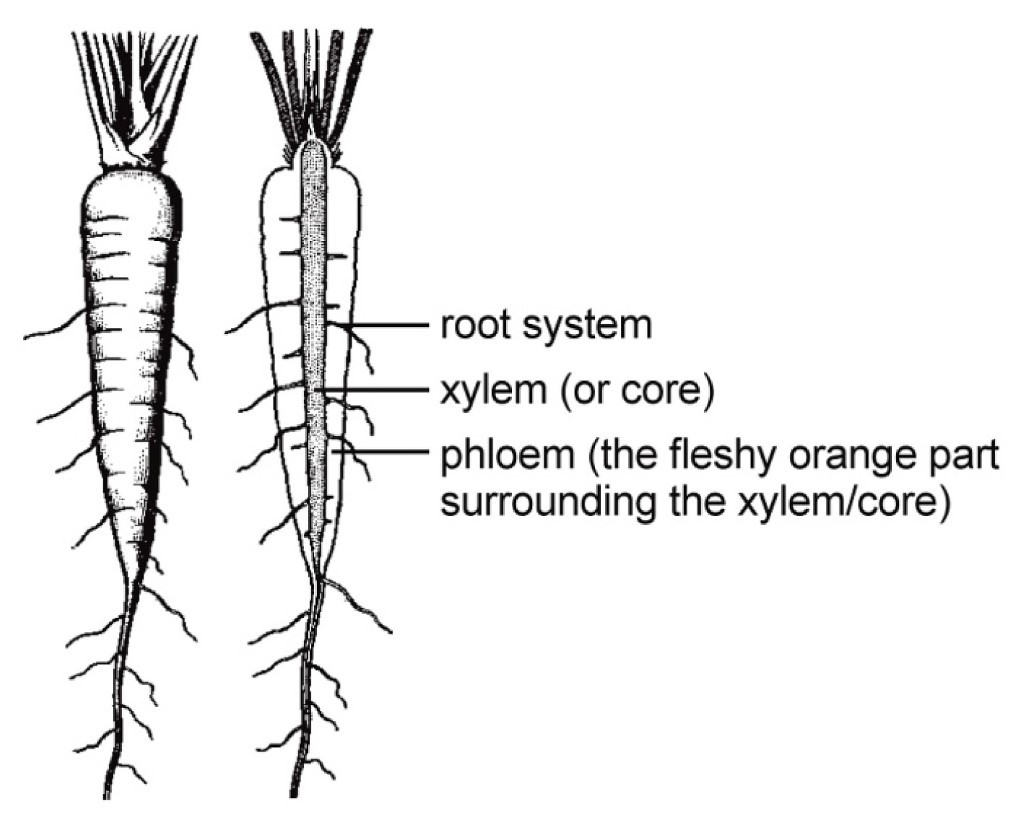 root system
xylem (or core)
phloem (the fleshy orange part
surrounding the xylem/core)